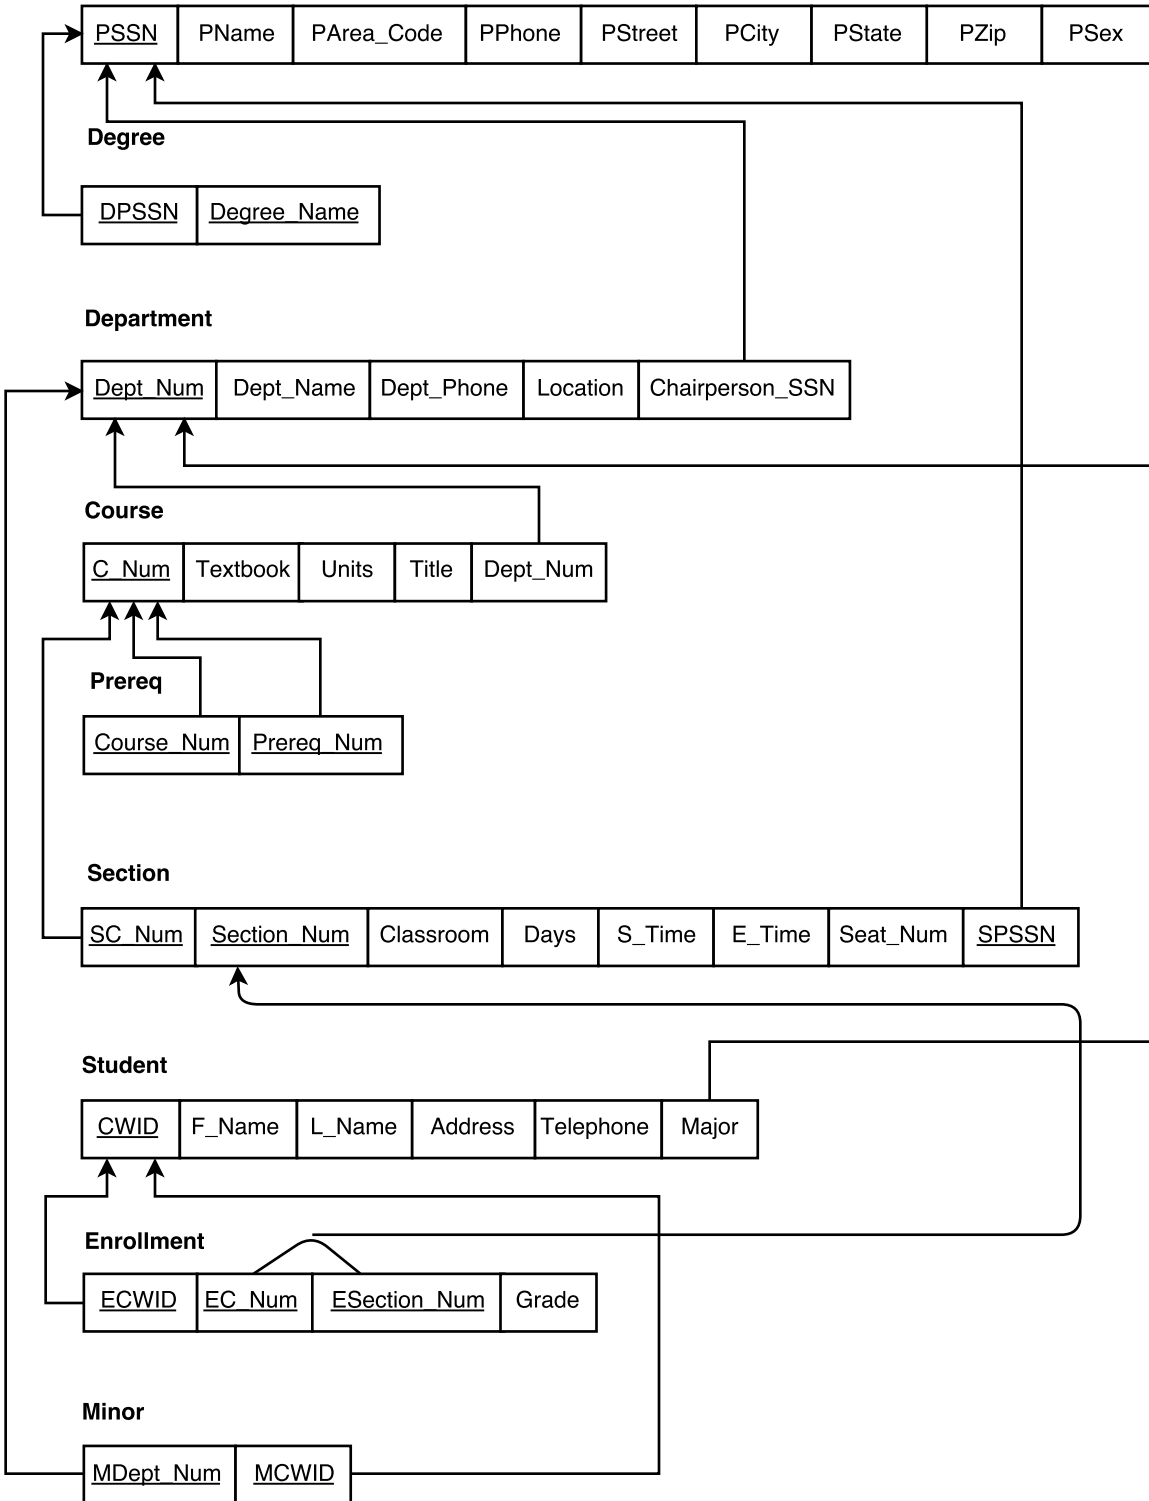 PSSN PName PArea_Code PPhone PStreet PCity PState PZip PSex
Degree
DPSSN Degree_Name
Department
Dept_Num Dept_Name Dept_Phone Location Chairperson_SSN
Course
C_Num Textbook Units Title Dept_Num
Prereq
Course_Num Prereq_Num
Section
SC_Num Section_Num Classroom Days S_Time E_Time Seat_Num SPSSN
Student
CWID F_Name L_Name Address Telephone Major
Enrollment
ECWID EC_Num ESection_Num Grade
Minor
MDept_Num MCWID